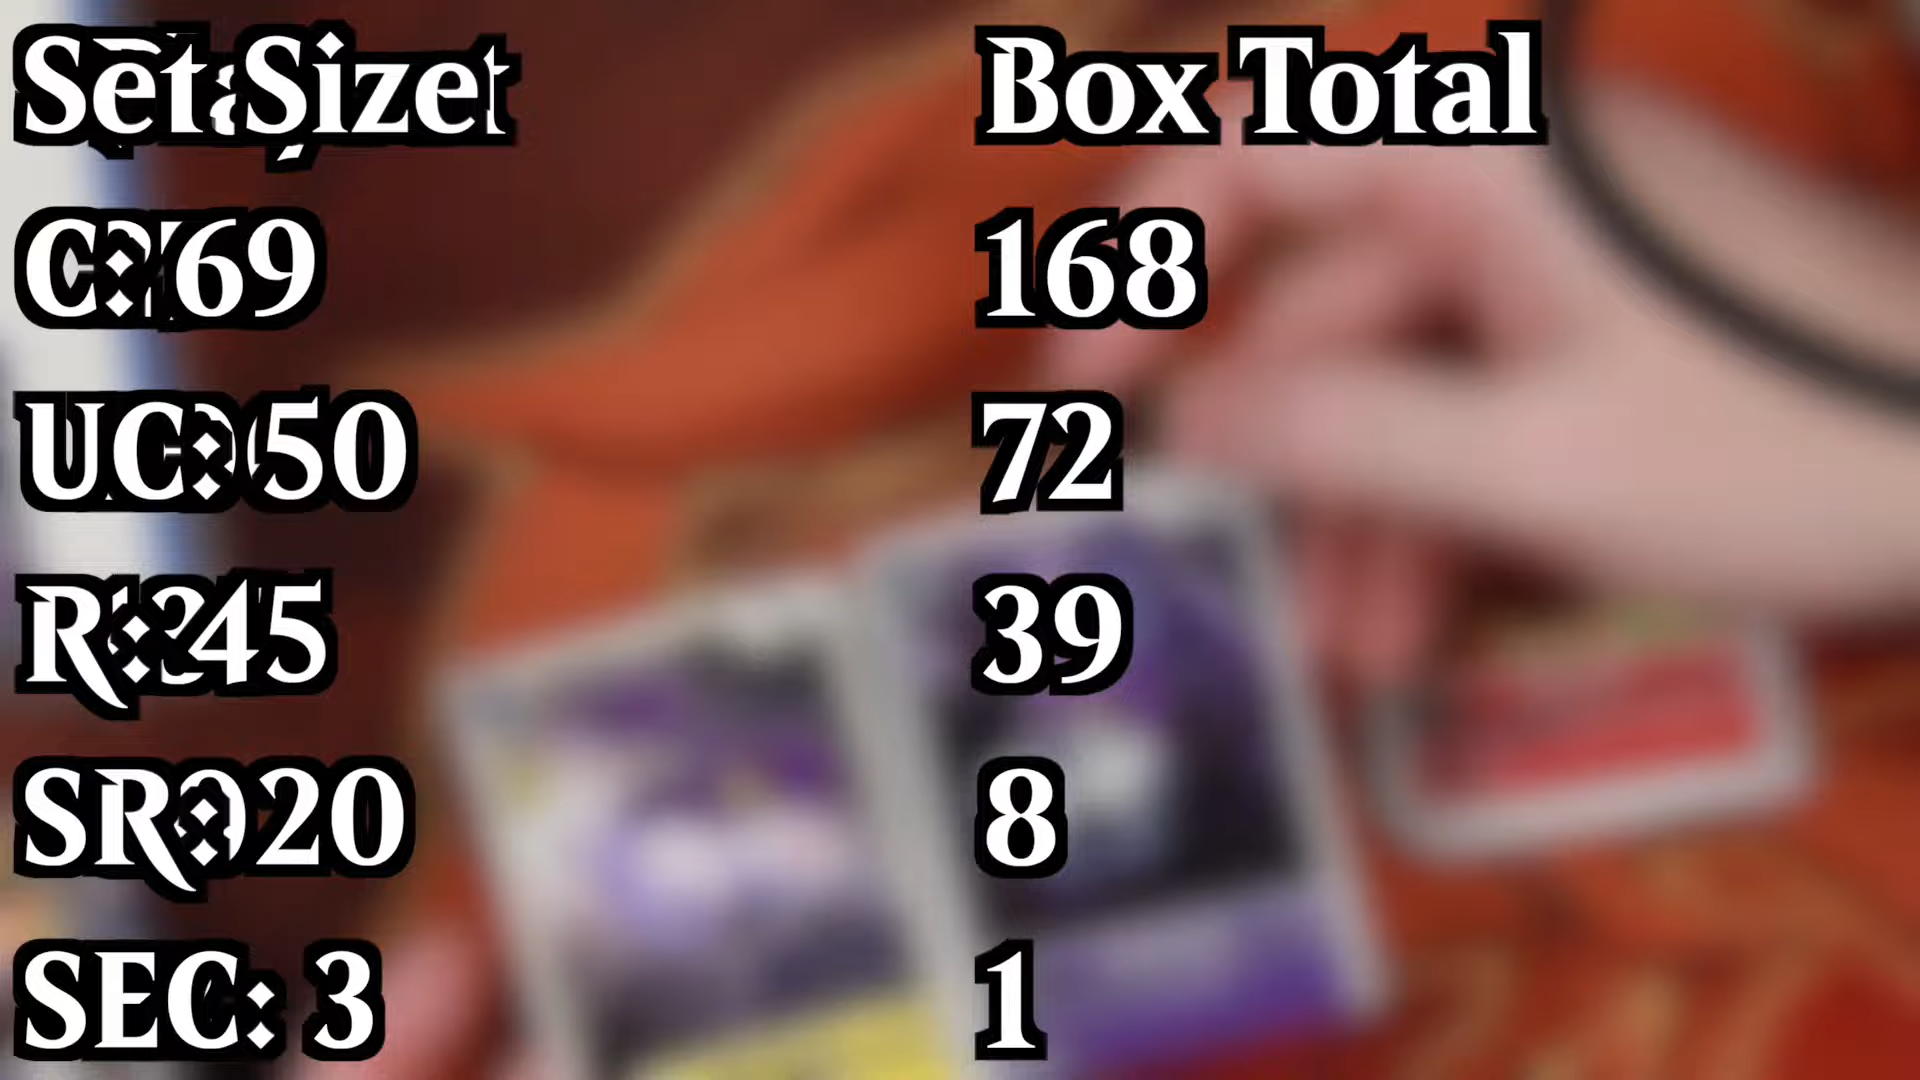 Set Size
Box Total
C: 69
168
UC: 50
72
R: 45
39
SR: 20
8
SEC: 3
1